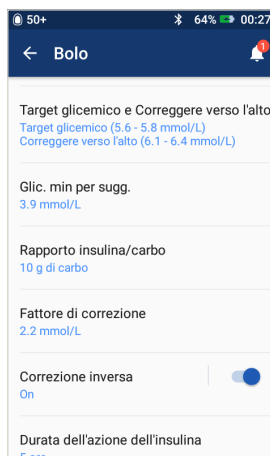 50+ 64% 00:27
Bolo
1
Target glicemico e Correggere verso l'alto
Target glicemico (5.6 - 5.8 mmol/L)
Correggere verso l'alto (6.1 - 6.4 mmol/L)
Glic. min per sugg.
3.9 mmol/L
Rapporto insulina/carbo
10 g di carbo
Fattore di correzione
2.2 mmol/L
Correzione inversa
On
Durata dell'azione dell'insulina